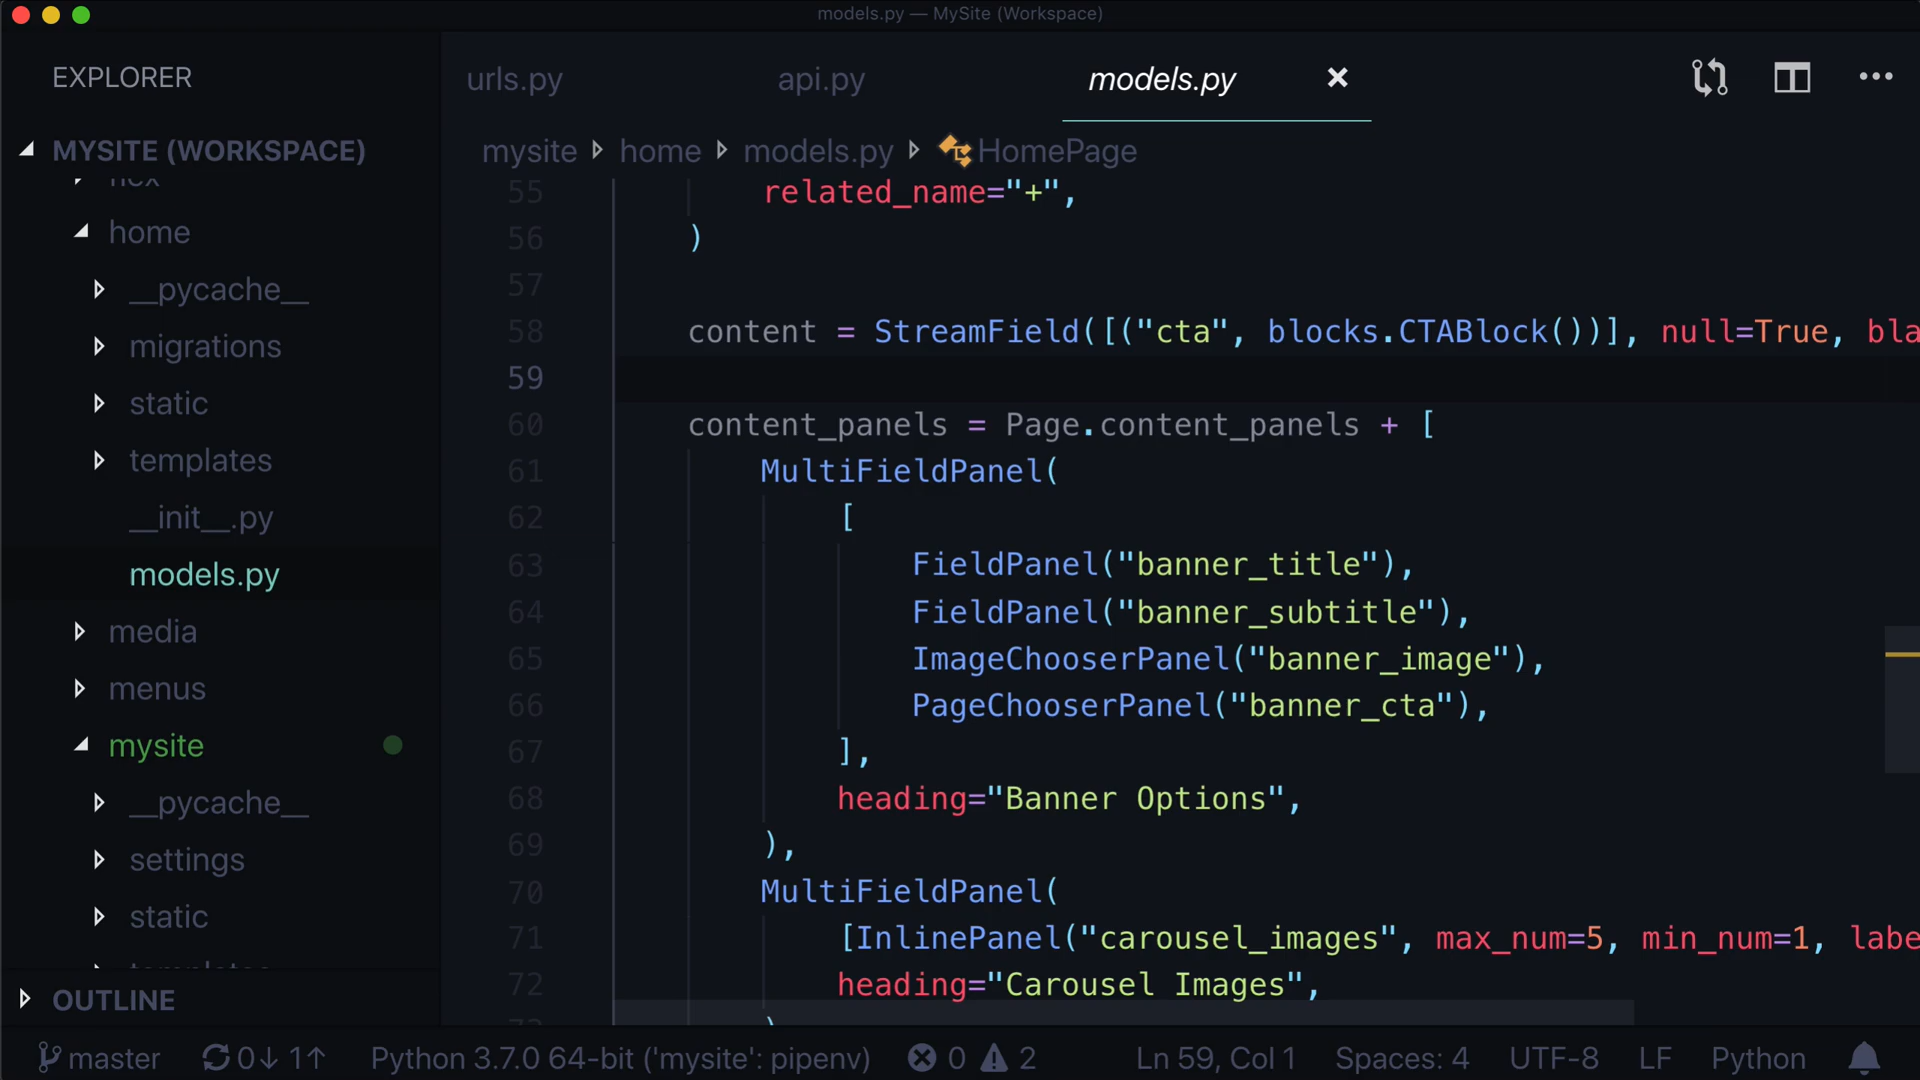 models.py — MySite (Workspace)
EXPLORER
urls.py
api.py
models.py
MYSITE (WORKSPACE)
mysite home models.py HomePage
home
__pycache__
migrations
static
templates
__init__.py
models.py
media
menus
mysite
__pycache__
settings
static
OUTLINE
55 related_name="+",
56 )
57
58 content = StreamField([("cta", blocks.CTABlock())], null=True, bla
59
60 content_panels = Page.content_panels + [
61 MultiFieldPanel(
62 [
63 FieldPanel("banner_title"),
64 FieldPanel("banner_subtitle"),
65 ImageChooserPanel("banner_image"),
66 PageChooserPanel("banner_cta"),
67 ],
68 heading="Banner Options",
69 ),
70 MultiFieldPanel(
71 [InlinePanel("carousel_images", max_num=5, min_num=1, labe
72 heading="Carousel Images",
master 0↓ 1↑ Python 3.7.0 64-bit ('mysite': pipenv) 0 2 Ln 59, Col 1 Spaces: 4 UTF-8 LF Python